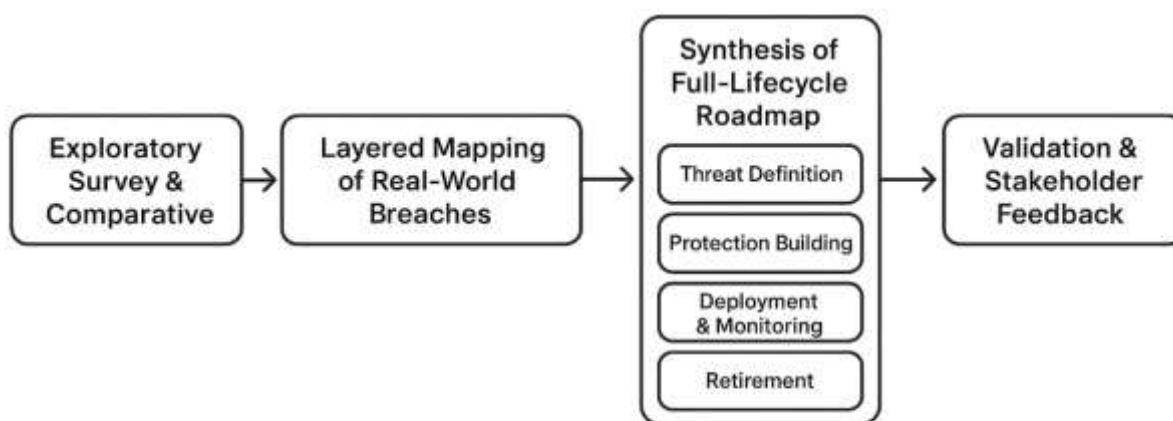 Exploratory
Survey &
Comparative
Layered Mapping
of Real-World
Breaches
Synthesis of
Full-Lifecycle
Roadmap
Threat Definition
Protection Building
Deployment
& Monitoring
Retirement
Validation &
Stakeholder
Feedback